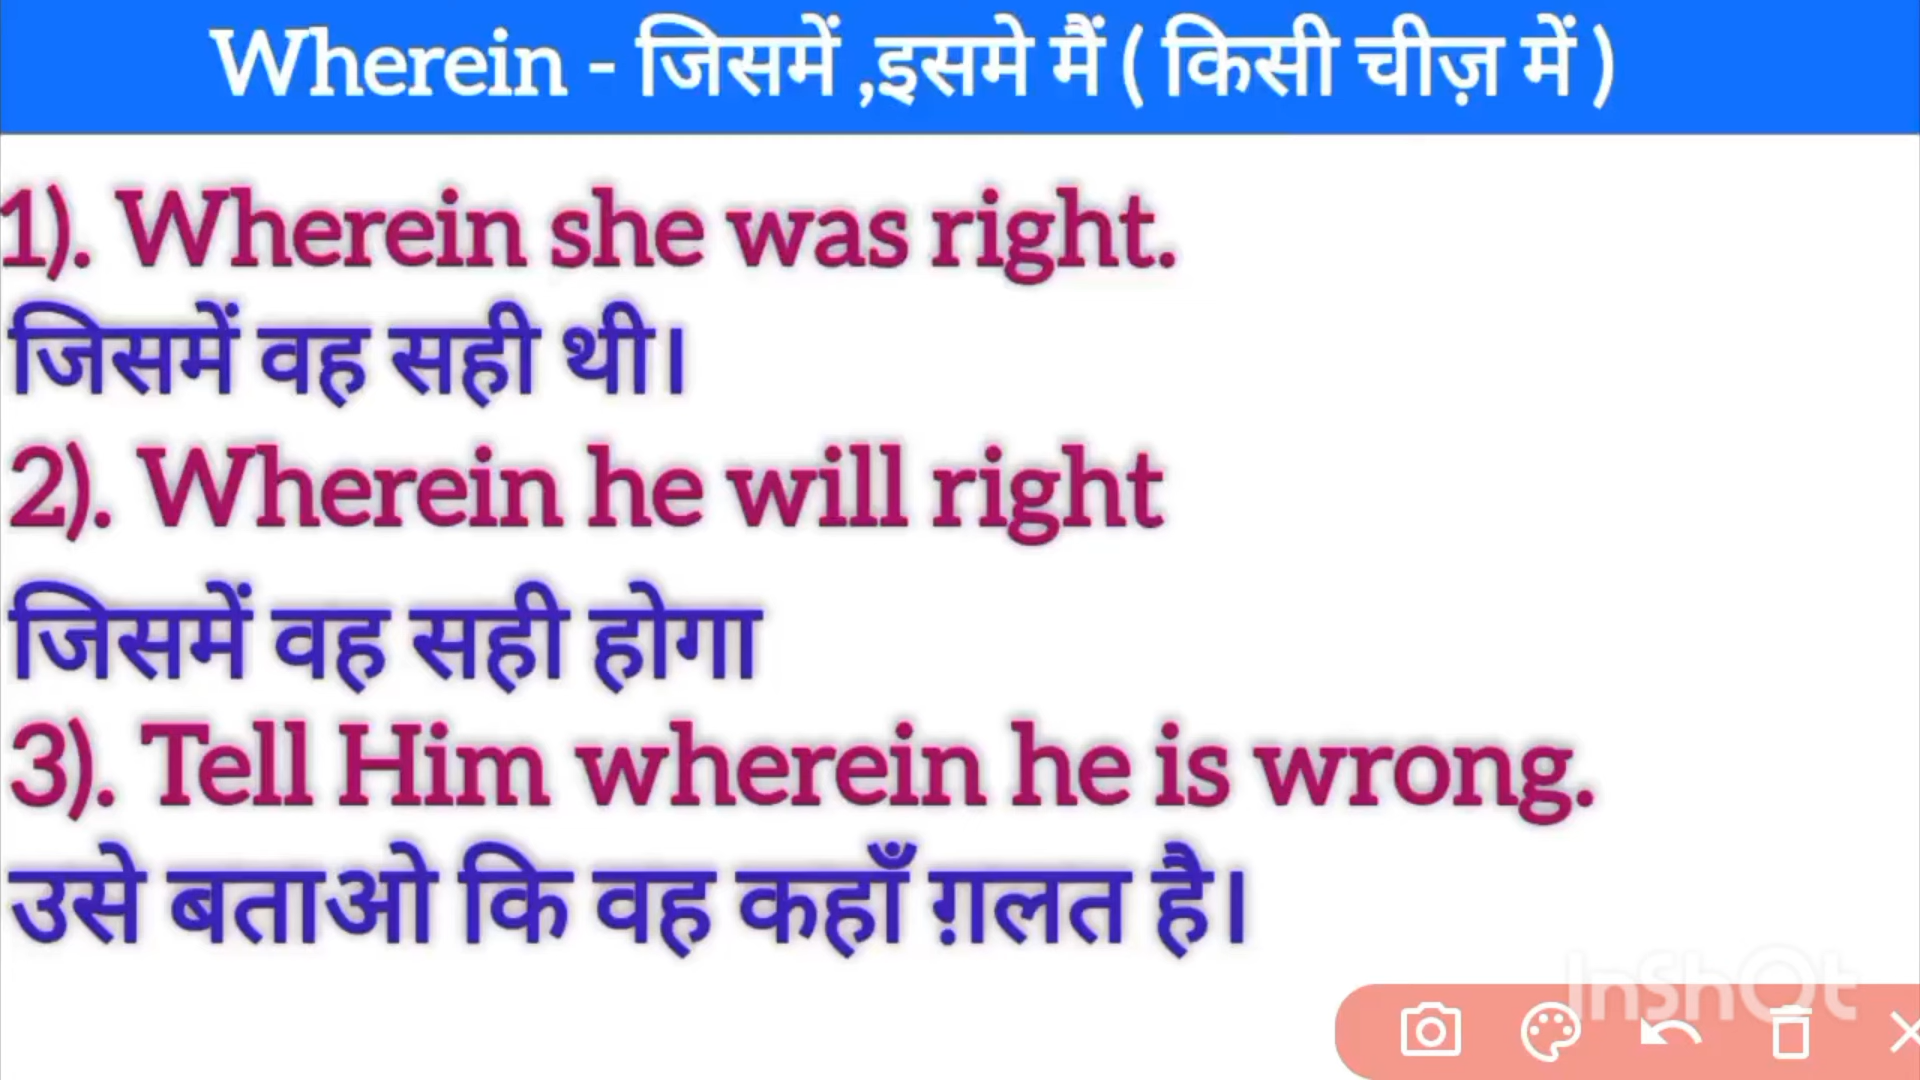 Wherein - जिसमें ,इसमे मैं ( किसी चीज़ में )
1). Wherein she was right.
जिसमें वह सही थी।
2). Wherein he will right
जिसमें वह सही होगा
3). Tell Him wherein he is wrong.
उसे बताओ कि वह कहाँ ग़लत है।
InShOt